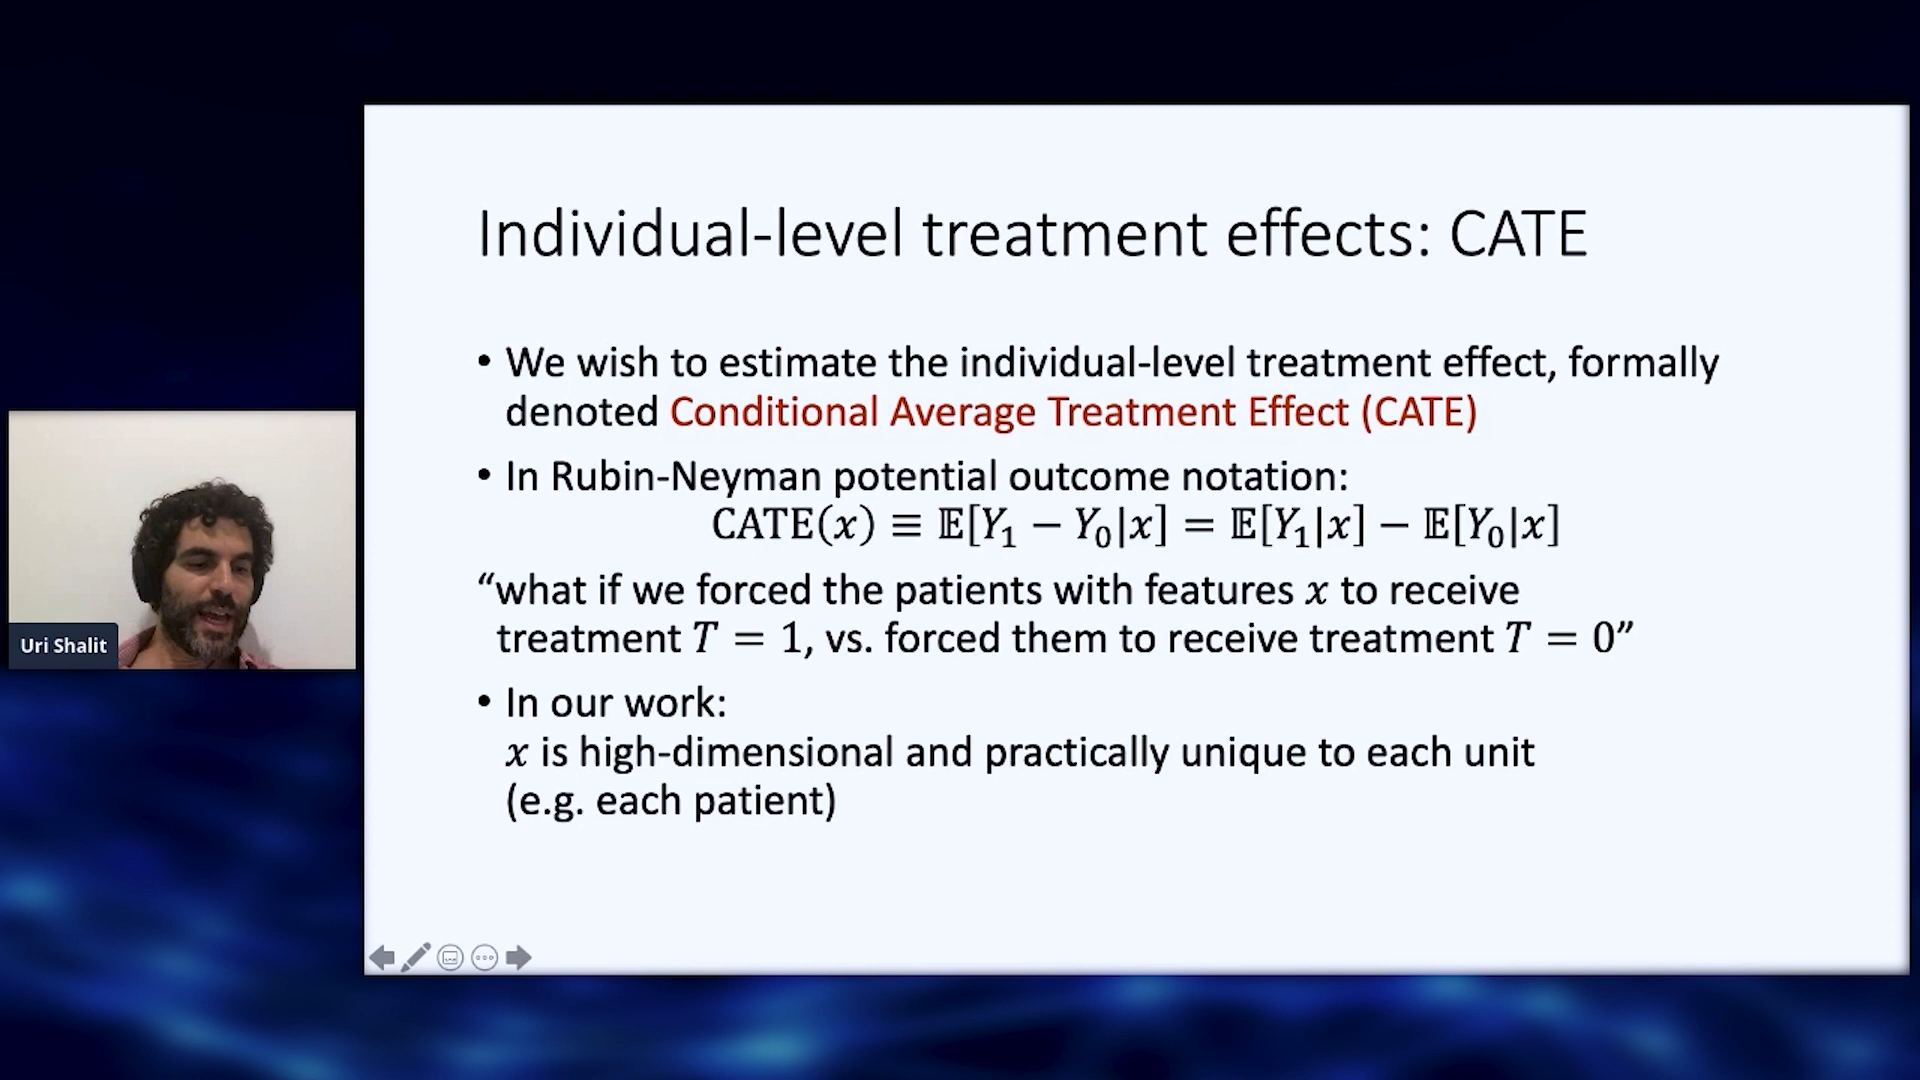 Individual-level treatment effects: CATE
• We wish to estimate the individual-level treatment effect, formally
denoted Conditional Average Treatment Effect (CATE)
• In Rubin-Neyman potential outcome notation:
CATE(x) ≡ 𝔼[Y₁ − Y₀|x] = 𝔼[Y₁|x] − 𝔼[Y₀|x]
“what if we forced the patients with features x to receive
treatment T = 1, vs. forced them to receive treatment T = 0”
• In our work:
x is high-dimensional and practically unique to each unit
(e.g. each patient)
Uri Shalit